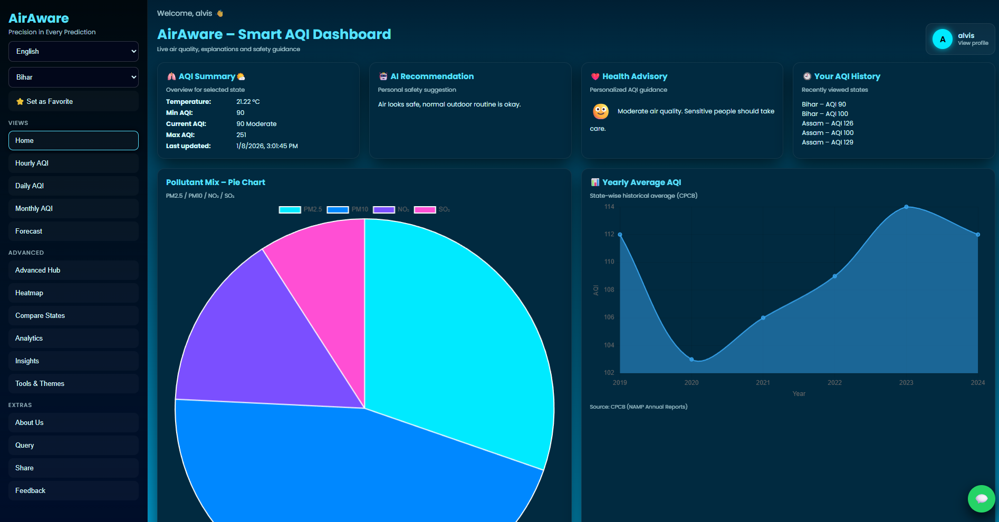 AirAware
Precision in Every Prediction
English
Bihar
Set as Favorite
VIEWS
Home
Hourly AQI
Daily AQI
Monthly AQI
Forecast
ADVANCED
Advanced Hub
Heatmap
Compare States
Analytics
Insights
Tools & Themes
EXTRAS
About Us
Query
Share
Feedback
Welcome, alvis
AirAware – Smart AQI Dashboard
Live air quality, explanations and safety guidance
A
alvis
View profile
AQI Summary
Overview for selected state
Temperature: 21.22 °C
Min AQI: 90
Current AQI: 90 Moderate
Max AQI: 251
Last updated: 1/8/2026, 3:01:45 PM
AI Recommendation
Personal safety suggestion
Air looks safe, normal outdoor routine is okay.
Health Advisory
Personalized AQI guidance
Moderate air quality. Sensitive people should take
care.
Your AQI History
Recently viewed states
Bihar – AQI 90
Bihar – AQI 100
Assam – AQI 126
Assam – AQI 100
Assam – AQI 129
Pollutant Mix – Pie Chart
PM2.5 / PM10 / NO₂ / SO₂
PM2.5 PM10 NO₂ SO₂
Yearly Average AQI
State-wise historical average (CPCB)
114
112
110
108
106
104
102
AQI
2019 2020 2021 2022 2023 2024
Year
Source: CPCB (NAMP Annual Reports)